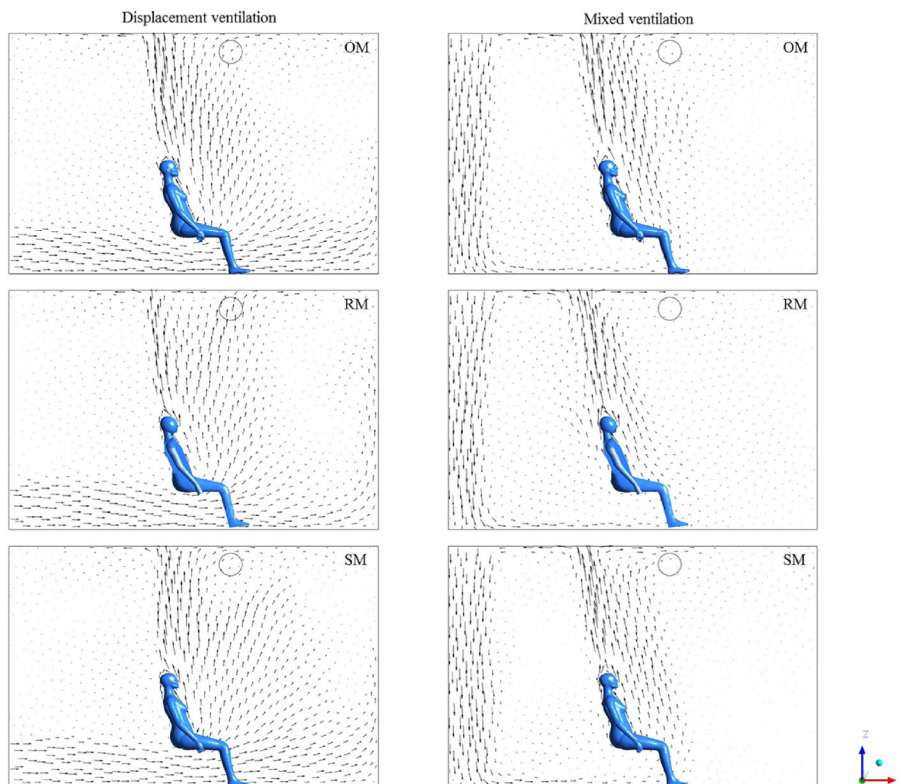 Displacement ventilation
Mixed ventilation
OM
OM
RM
RM
SM
SM
Z